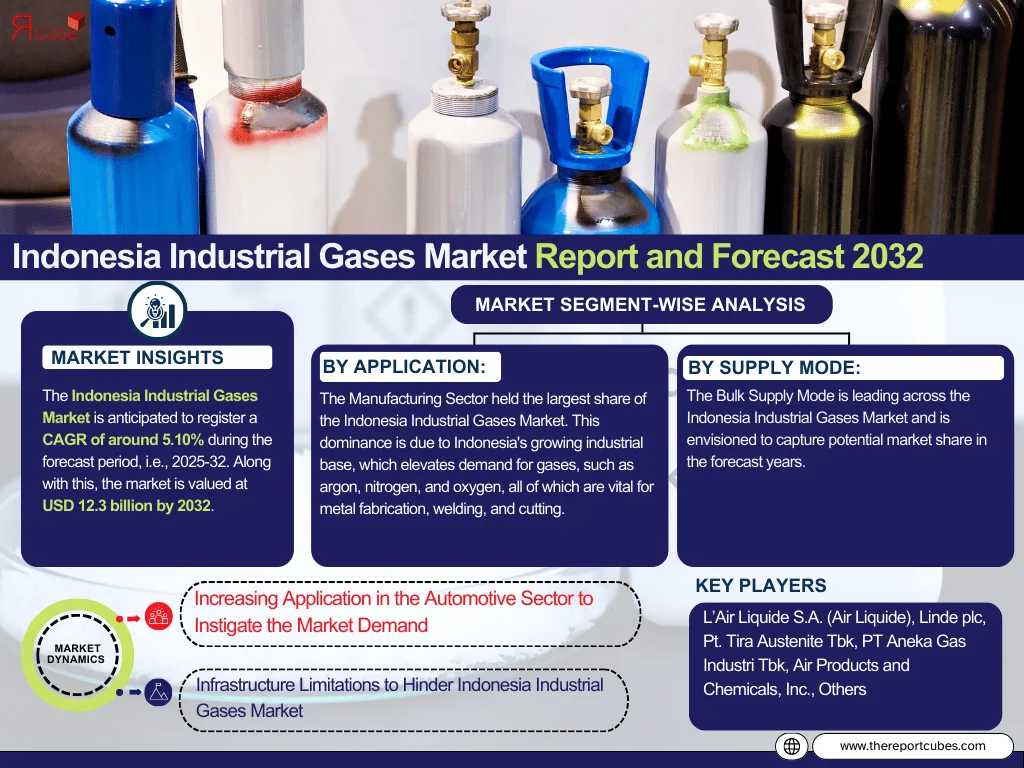 RCube
Indonesia Industrial Gases Market Report and Forecast 2032
MARKET INSIGHTS
The Indonesia Industrial Gases
Market is anticipated to register a
CAGR of around 5.10% during the
forecast period, i.e., 2025-32. Along
with this, the market is valued at
USD 12.3 billion by 2032.
MARKET SEGMENT-WISE ANALYSIS
BY APPLICATION:
The Manufacturing Sector held the largest share of
the Indonesia Industrial Gases Market. This
dominance is due to Indonesia's growing industrial
base, which elevates demand for gases, such as
argon, nitrogen, and oxygen, all of which are vital for
metal fabrication, welding, and cutting.
BY SUPPLY MODE:
The Bulk Supply Mode is leading across the
Indonesia Industrial Gases Market and is
envisioned to capture potential market share in
the forecast years.
MARKET
DYNAMICS
Increasing Application in the Automotive Sector to
Instigate the Market Demand
Infrastructure Limitations to Hinder Indonesia Industrial
Gases Market
KEY PLAYERS
L'Air Liquide S.A. (Air Liquide), Linde plc,
Pt. Tira Austenite Tbk, PT Aneka Gas
Industri Tbk, Air Products and
Chemicals, Inc., Others
www.thereportcubes.com